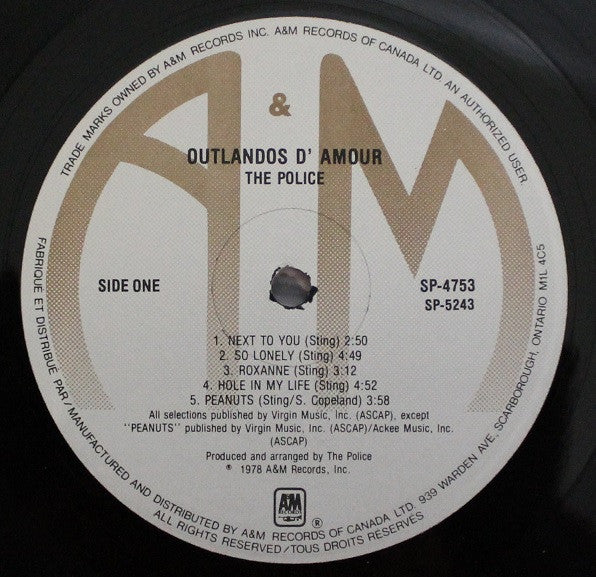 TRADE MARKS OWNED BY A&M RECORDS INC. A&M RECORDS OF CANADA LTD. AN AUTHORIZED USER
A & M
OUTLANDOS D' AMOUR
THE POLICE
SIDE ONE
SP-4753
SP-5243
1. NEXT TO YOU (Sting) 2:50
2. SO LONELY (Sting) 4:49
3. ROXANNE (Sting) 3:12
4. HOLE IN MY LIFE (Sting) 4:52
5. PEANUTS (Sting/S. Copeland) 3:58
All selections published by Virgin Music, Inc. (ASCAP), except
"PEANUTS" published by Virgin Music, Inc. (ASCAP)/Ackee Music, Inc.
(ASCAP)
Produced and arranged by The Police
℗ 1978 A&M Records, Inc.
A&M
RECORDS
®
FABRIQUÉ ET DISTRIBUÉ PAR/MANUFACTURED AND DISTRIBUTED BY A&M RECORDS OF CANADA LTD. 939 WARDEN AVE, SCARBOROUGH, ONTARIO M1L 4C5
ALL RIGHTS RESERVED/TOUS DROITS RESERVÉS